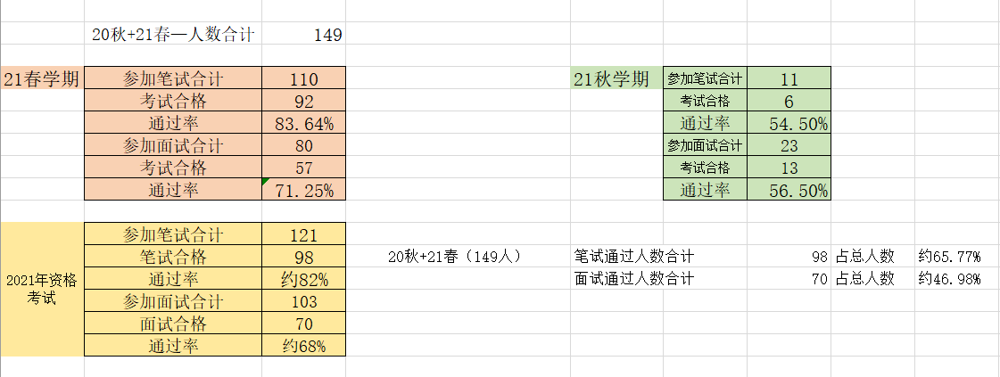 20秋+21春—人数合计 149
21春学期 参加笔试合计 110 21秋学期 参加笔试合计 11
考试合格 92 考试合格 6
通过率 83.64% 通过率 54.50%
参加面试合计 80 参加面试合计 23
考试合格 57 考试合格 13
通过率 71.25% 通过率 56.50%
参加笔试合计 121
笔试合格 98 20秋+21春（149人） 笔试通过人数合计 98 占总人数 约65.77%
2021年资格考试 通过率 约82% 面试通过人数合计 70 占总人数 约46.98%
参加面试合计 103
面试合格 70
通过率 约68%